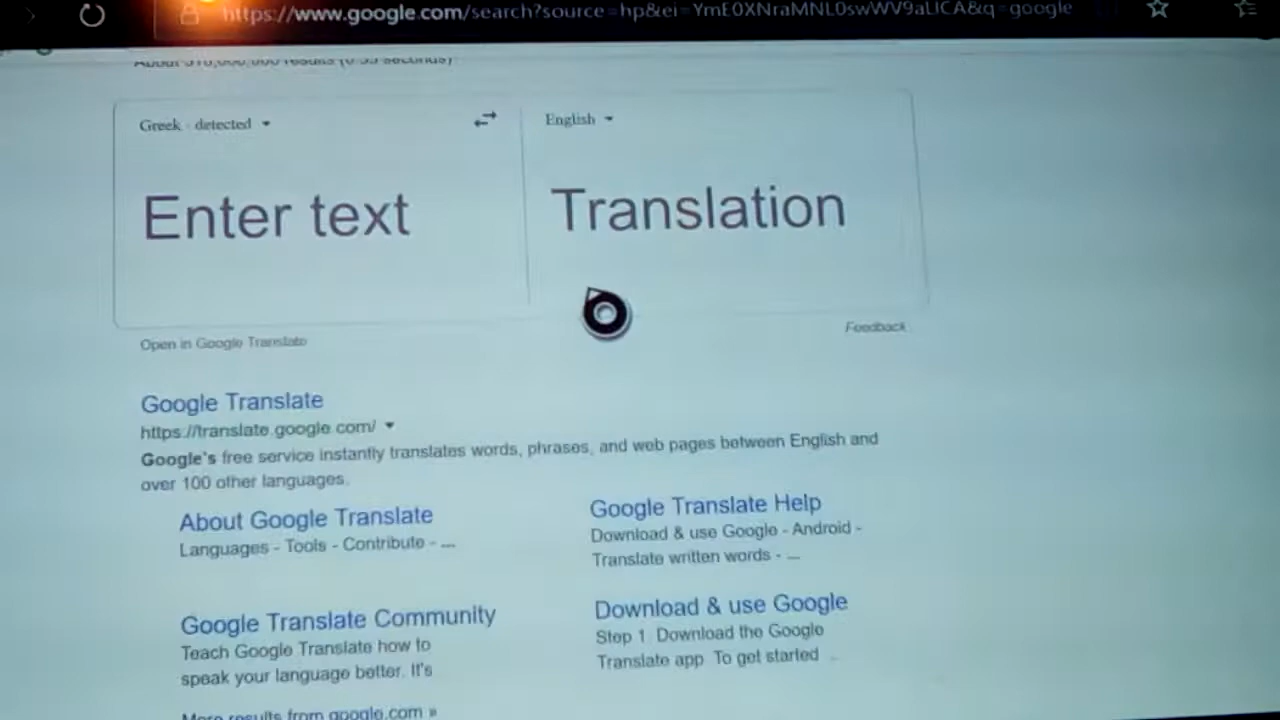 https://www.google.com/search?source=hp&ei=YmE0XNraMNL0swWV9aLICA&q=google
Greek - detected
English
Enter text
Translation
Open in Google Translate
Feedback
Google Translate
https://translate.google.com/
Google's free service instantly translates words, phrases, and web pages between English and
over 100 other languages.
About Google Translate
Languages - Tools - Contribute - ...
Google Translate Help
Download & use Google - Android -
Translate written words - ...
Google Translate Community
Teach Google Translate how to
speak your language better. It's
Download & use Google
Step 1. Download the Google
Translate app. To get started ...
More results from google.com »